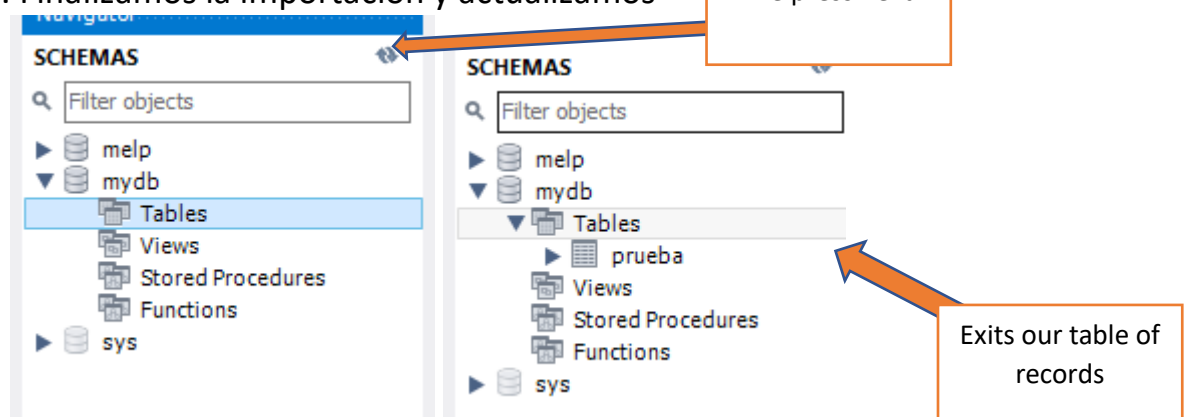 Finalizamos la importación y actualizamos
Navigator
SCHEMAS
Filter objects
melp
mydb
Tables
Views
Stored Procedures
Functions
sys
SCHEMAS
Filter objects
melp
mydb
Tables
prueba
Views
Stored Procedures
Functions
sys
Exits our table of
records